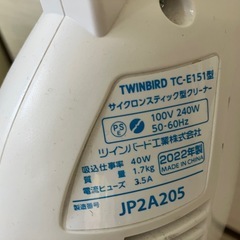 TWINBIRD TC-E151型
サイクロンスティック型クリーナー
PS E 100V 240W
50-60Hz
ツインバード工業株式会社
吸込仕事率 40W 2022年製
質量 1.7kg MADE IN CHINA
電流ヒューズ 3.5A
製造番号 JP2A205